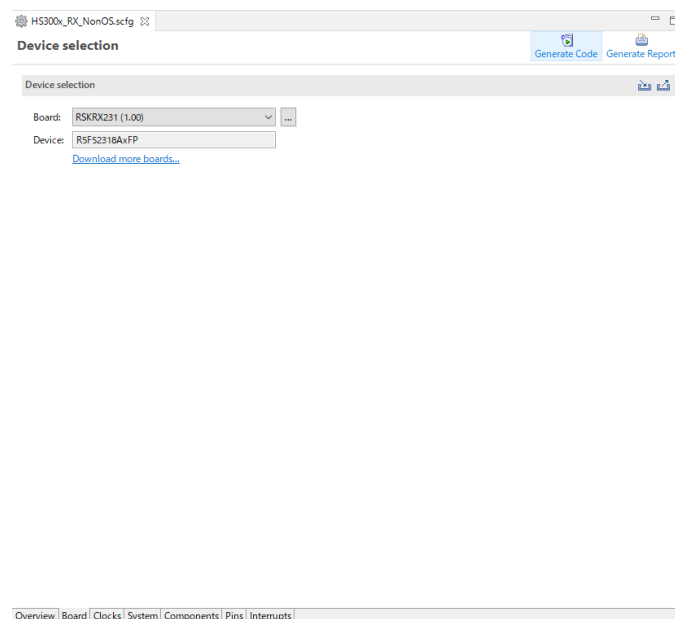 HS300x_RX_NonOS.scfg
Device selection
Generate Code Generate Report
Device selection
Board: RSKRX231 (1.00) ...
Device: R5F52318AxFP
Download more boards...
Overview Board Clocks System Components Pins Interrupts